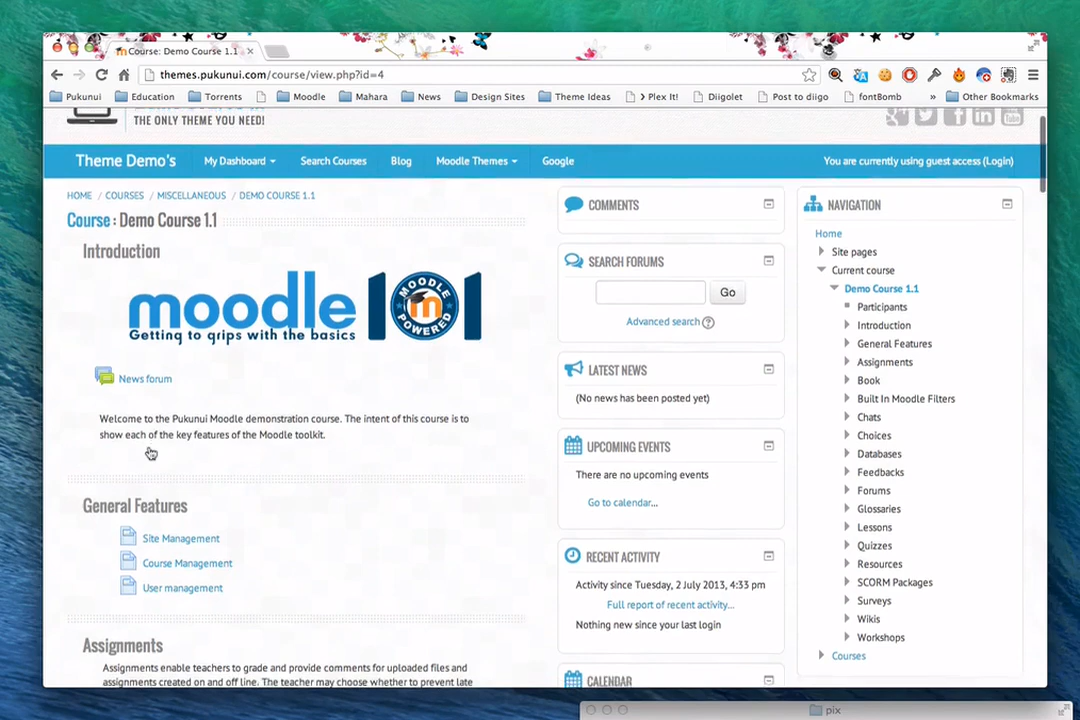 Course: Demo Course 1.1
themes.pukunui.com/course/view.php?id=4
Pukunui
Education
Torrents
Moodle
Mahara
News
Design Sites
Theme Ideas
> Plex It!
Diigolet
Post to diigo
fontBomb
»
Other Bookmarks
THE ONLY THEME YOU NEED!
Theme Demo's
My Dashboard
Search Courses
Blog
Moodle Themes
Google
You are currently using guest access (Login)
HOME / COURSES / MISCELLANEOUS / DEMO COURSE 1.1
Course : Demo Course 1.1
Introduction
moodle 101
MOODLE POWERED
Getting to grips with the basics
News forum
Welcome to the Pukunui Moodle demonstration course. The intent of this course is to
show each of the key features of the Moodle toolkit.
General Features
Site Management
Course Management
User management
Assignments
Assignments enable teachers to grade and provide comments for uploaded files and
assignments created on and off line. The teacher may choose whether to prevent late
COMMENTS
SEARCH FORUMS
Go
Advanced search
LATEST NEWS
(No news has been posted yet)
UPCOMING EVENTS
There are no upcoming events
Go to calendar...
RECENT ACTIVITY
Activity since Tuesday, 2 July 2013, 4:33 pm
Full report of recent activity...
Nothing new since your last login
CALENDAR
NAVIGATION
Home
Site pages
Current course
Demo Course 1.1
Participants
Introduction
General Features
Assignments
Book
Built In Moodle Filters
Chats
Choices
Databases
Feedbacks
Forums
Glossaries
Lessons
Quizzes
Resources
SCORM Packages
Surveys
Wikis
Workshops
Courses
pix